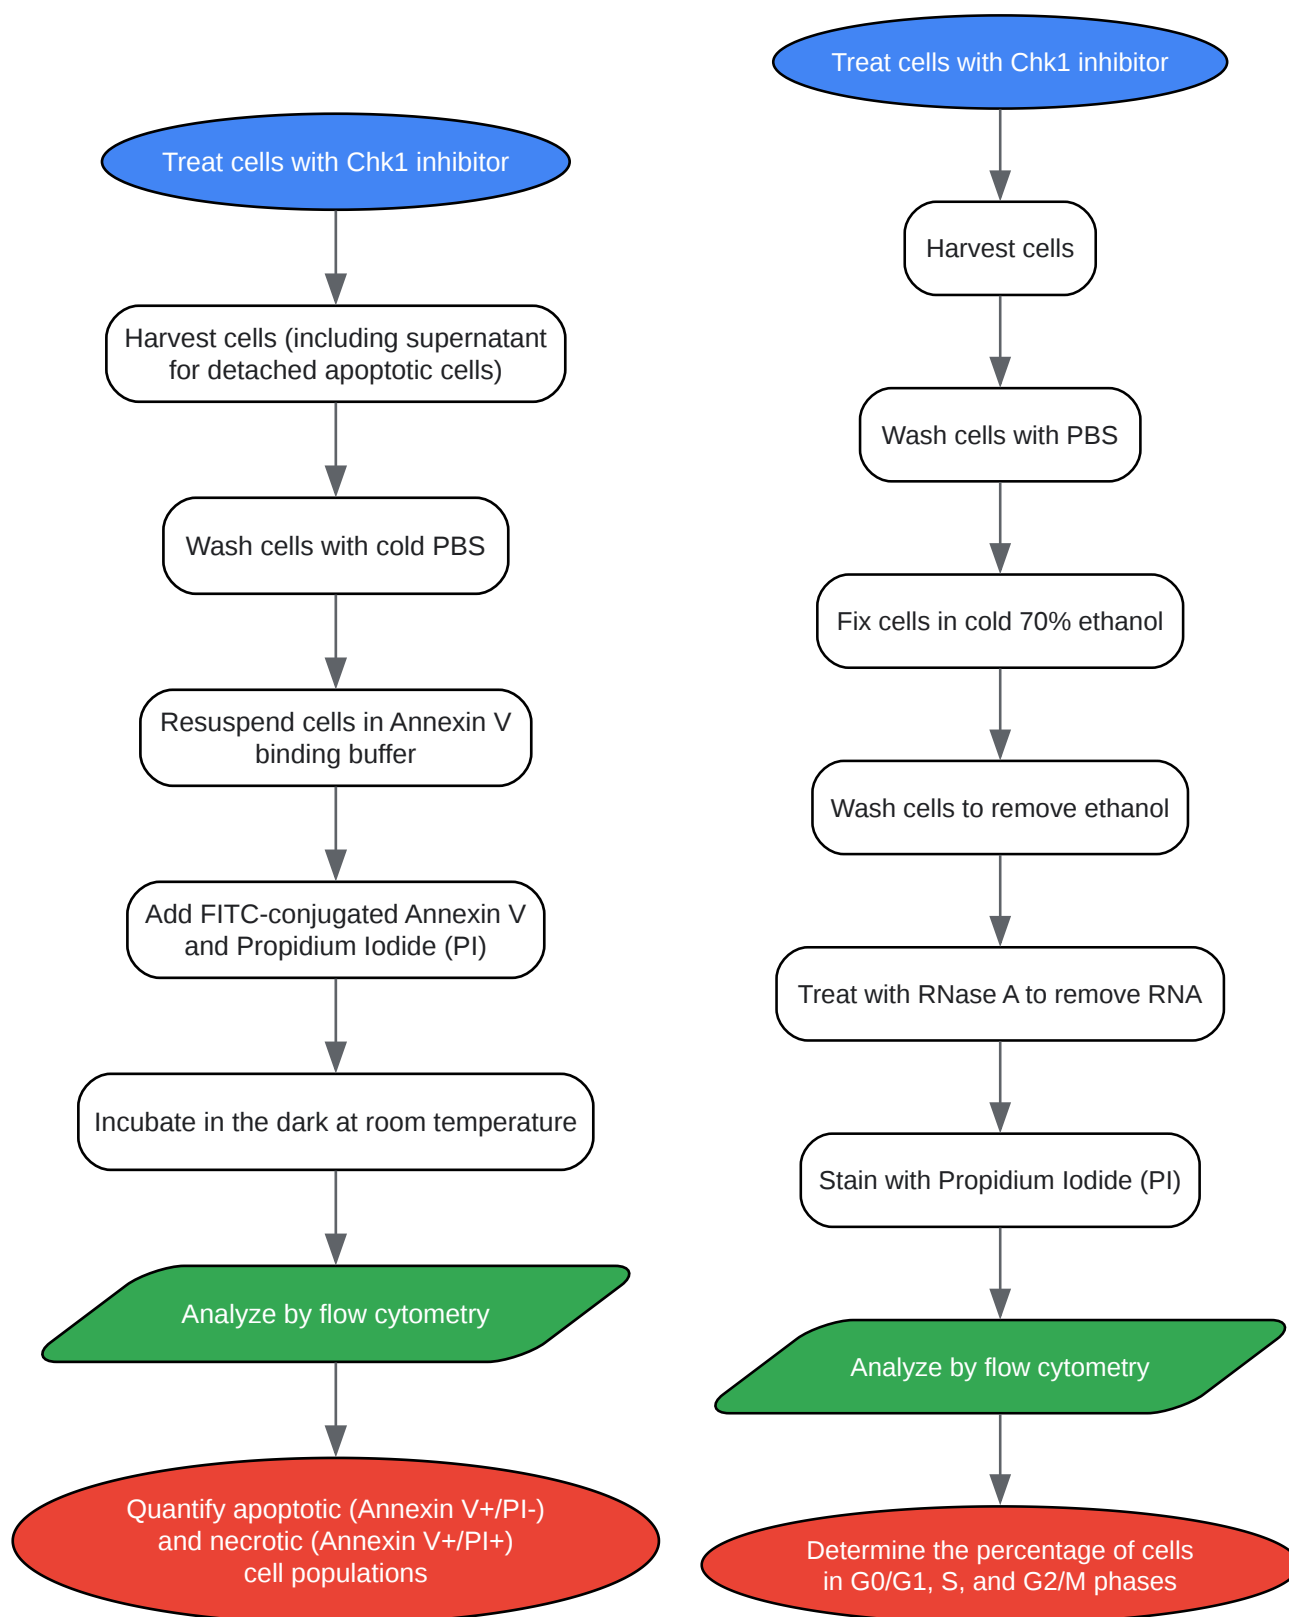 Treat cells with Chk1 inhibitor
Harvest cells (including supernatant
for detached apoptotic cells)
Wash cells with cold PBS
Resuspend cells in Annexin V
binding buffer
Add FITC-conjugated Annexin V
and Propidium Iodide (PI)
Incubate in the dark at room temperature
Analyze by flow cytometry
Quantify apoptotic (Annexin V+/PI-)
and necrotic (Annexin V+/PI+)
cell populations
Treat cells with Chk1 inhibitor
Harvest cells
Wash cells with PBS
Fix cells in cold 70% ethanol
Wash cells to remove ethanol
Treat with RNase A to remove RNA
Stain with Propidium Iodide (PI)
Analyze by flow cytometry
Determine the percentage of cells
in G0/G1, S, and G2/M phases